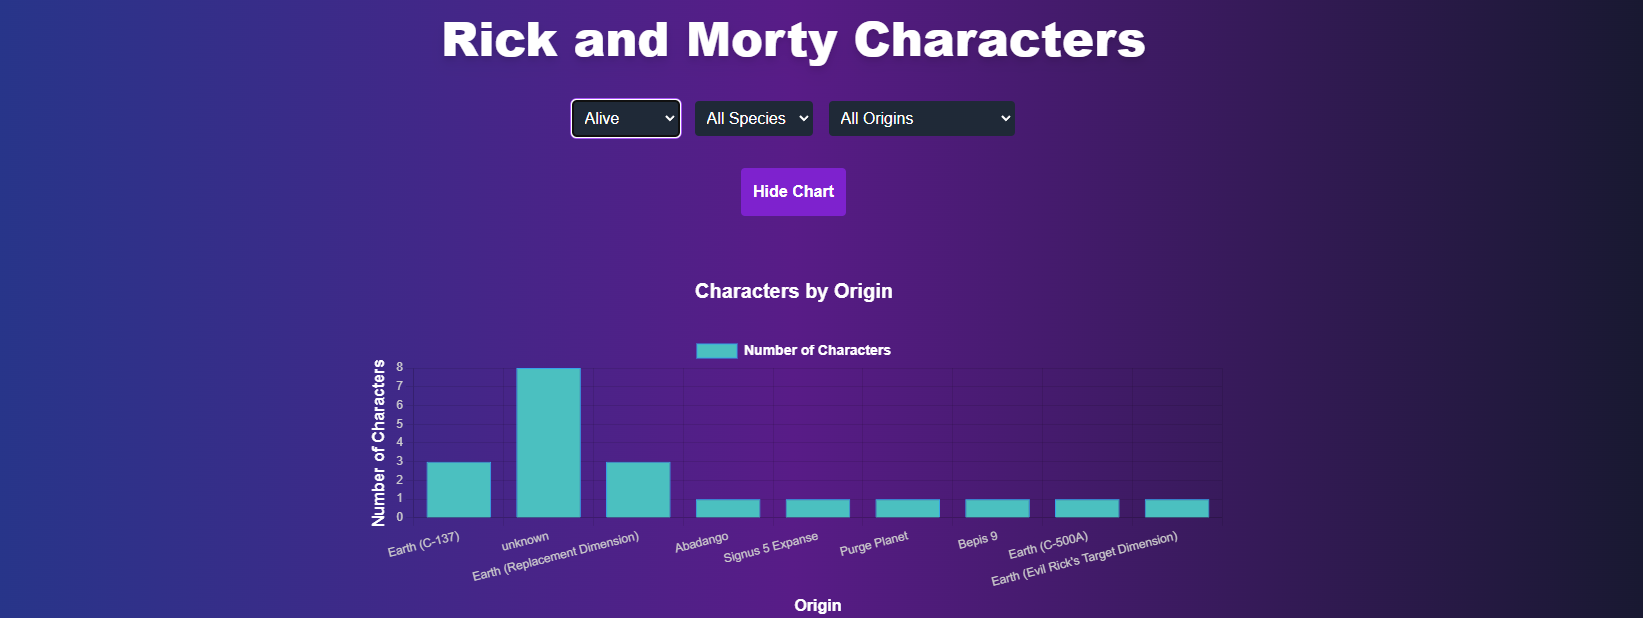 Rick and Morty Characters
Alive All Species All Origins
Hide Chart
Characters by Origin
Number of Characters
Number of Characters
8
7
6
5
4
3
2
1
0
Earth (C-137) unknown Earth (Replacement Dimension) Abadango Signus 5 Expanse Purge Planet Bepis 9 Earth (C-500A) Earth (Evil Rick's Target Dimension)
Origin